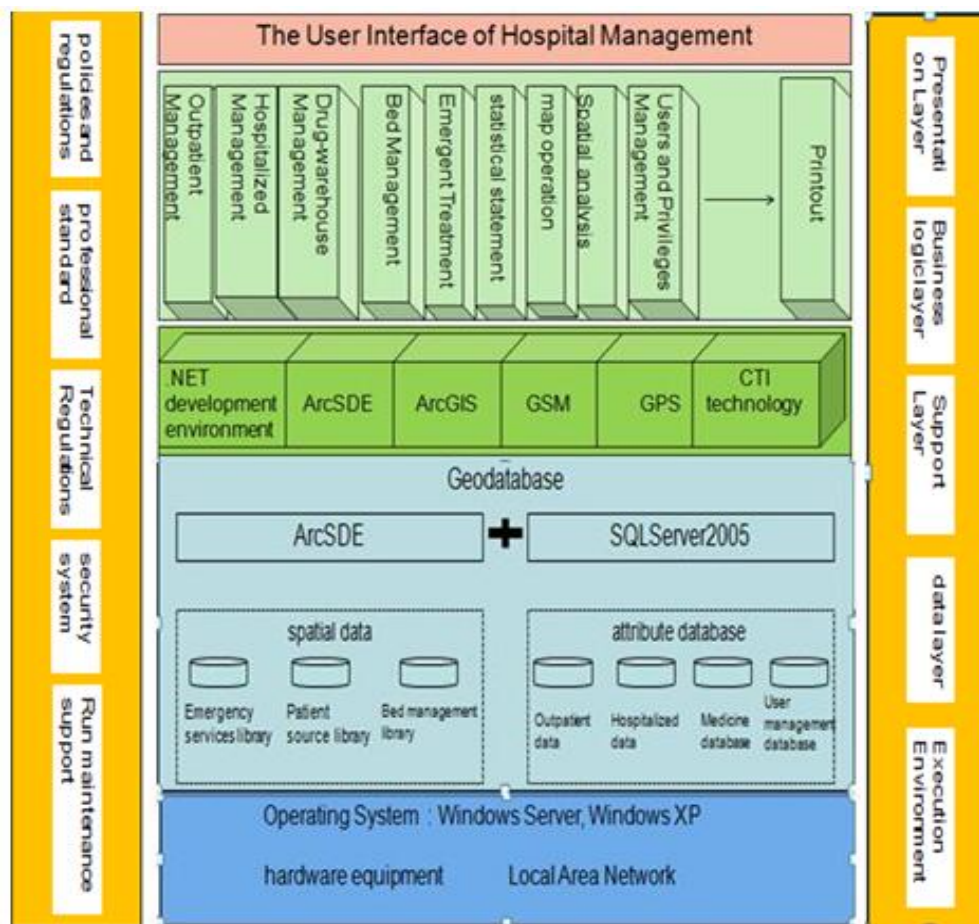 The User Interface of Hospital Management
policies and
regulations
professional
standard
Technical
Regulations
security
system
Run maintenance
support
Outpatient
Management
Hospitalized
Management
Drug-warehouse
Management
Bed Management
Emergent Treatment
statistical statement
map operation
Spatial analysis
Users and Privileges
Management
Printout
.NET
development
environment
ArcSDE
ArcGIS
GSM
GPS
CTI
technology
Geodatabase
ArcSDE
+
SQLServer2005
spatial data
Emergency
services library
Patient
source library
Bed management
library
attribute database
Outpatient
data
Hospitalized
data
Medicine
database
User
management
database
Operating System : Windows Server, Windows XP
hardware equipment
Local Area Network
Presentati
on Layer
Business
logiclayer
Support
Layer
datalayer
Execution
Environment